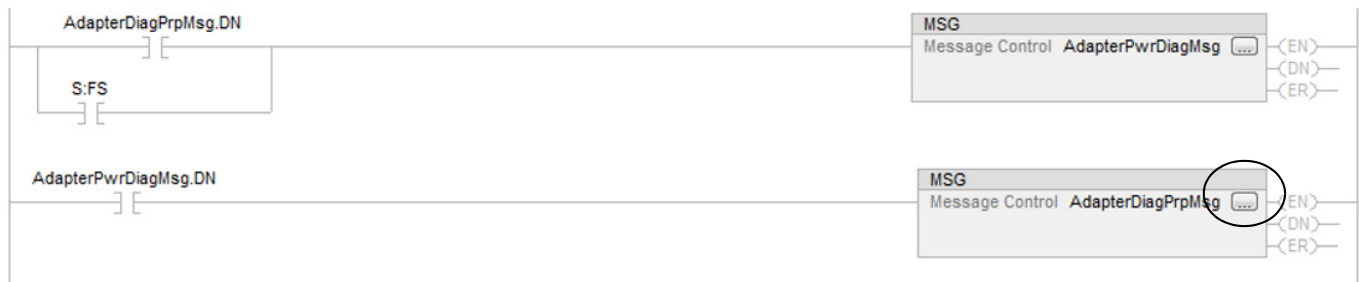 AdapterDiagPrpMsg.DN
MSG
Message Control AdapterPwrDiagMsg ...
(EN)
(DN)
(ER)
S:FS
AdapterPwrDiagMsg.DN
MSG
Message Control AdapterDiagPrpMsg ...
(EN)
(DN)
(ER)